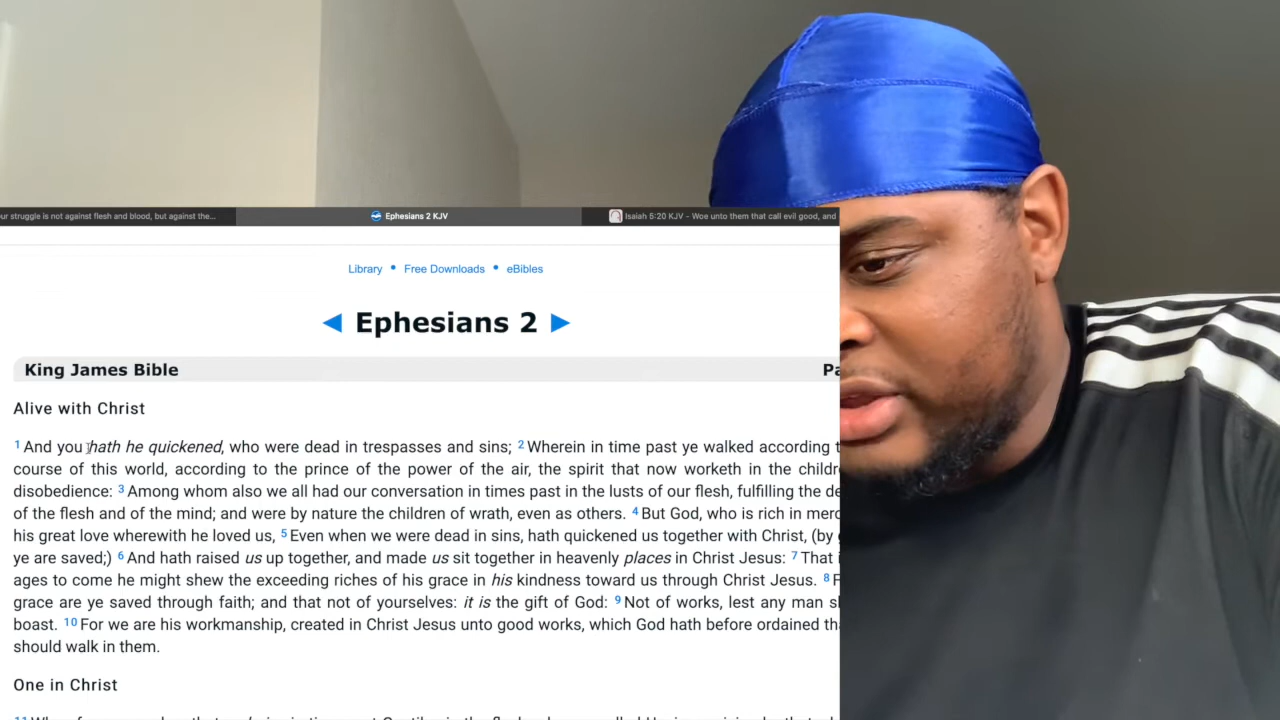 ur struggle is not against flesh and blood, but against the...
Ephesians 2 KJV
Isaiah 5:20 KJV - Woe unto them that call evil good, and
Library • Free Downloads • eBibles
◄ Ephesians 2 ►
King James Bible
Alive with Christ
1 And you hath he quickened, who were dead in trespasses and sins; 2 Wherein in time past ye walked according
course of this world, according to the prince of the power of the air, the spirit that now worketh in the
disobedience: 3 Among whom also we all had our conversation in times past in the lusts of our flesh, fulfilling the
of the flesh and of the mind; and were by nature the children of wrath, even as others. 4 But God, who is rich in
his great love wherewith he loved us, 5 Even when we were dead in sins, hath quickened us together with Christ, (by
ye are saved;) 6 And hath raised us up together, and made us sit together in heavenly places in Christ Jesus: 7 That
ages to come he might shew the exceeding riches of his grace in his kindness toward us through Christ Jesus. 8
grace are ye saved through faith; and that not of yourselves: it is the gift of God: 9 Not of works, lest any man
boast. 10 For we are his workmanship, created in Christ Jesus unto good works, which God hath before ordained
should walk in them.
One in Christ